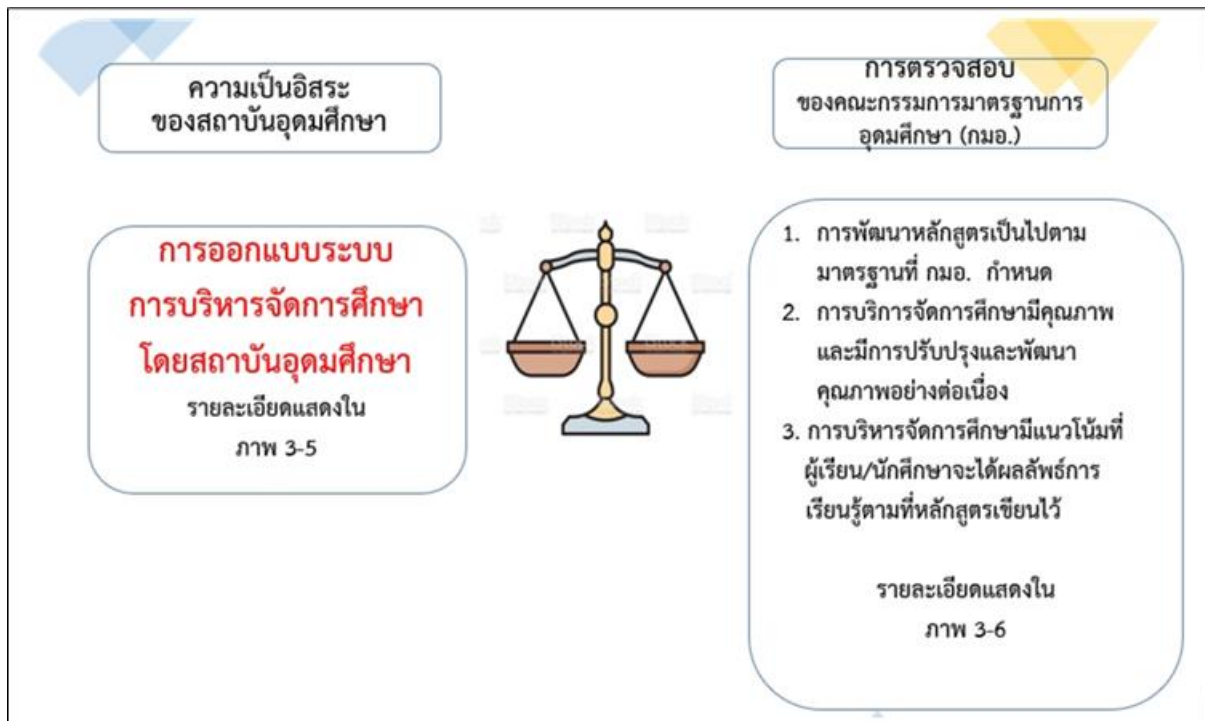 ความเป็นอิสระ
ของสถาบันอุดมศึกษา
การตรวจสอบ
ของคณะกรรมการมาตรฐานการ
อุดมศึกษา (กมอ.)
การออกแบบระบบ
การบริหารจัดการศึกษา
โดยสถาบันอุดมศึกษา
รายละเอียดแสดงใน
ภาพ 3-5
1. การพัฒนาหลักสูตรเป็นไปตาม
มาตรฐานที่ กมอ. กำหนด
2. การบริการจัดการศึกษามีคุณภาพ
และมีการปรับปรุงและพัฒนา
คุณภาพอย่างต่อเนื่อง
3. การบริหารจัดการศึกษามีแนวโน้มที่
ผู้เรียน/นักศึกษาจะได้ผลลัพธ์การ
เรียนรู้ตามที่หลักสูตรเขียนไว้
รายละเอียดแสดงใน
ภาพ 3-6